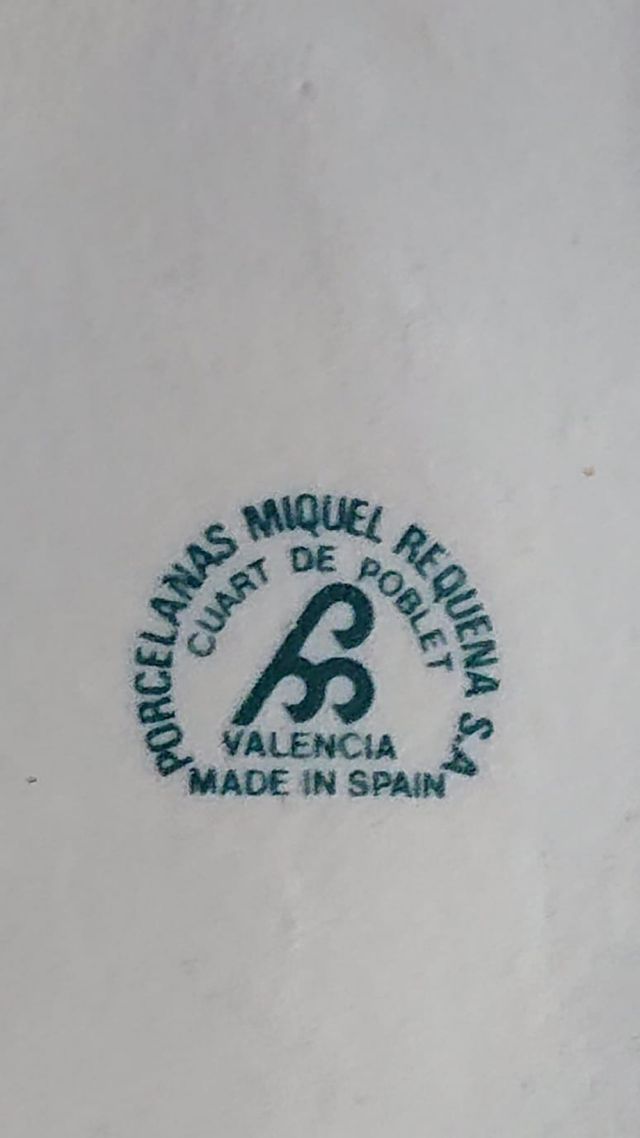 PORCELANAS MIQUEL REQUENA S.A
CUART DE POBLET
VALENCIA
MADE IN SPAIN